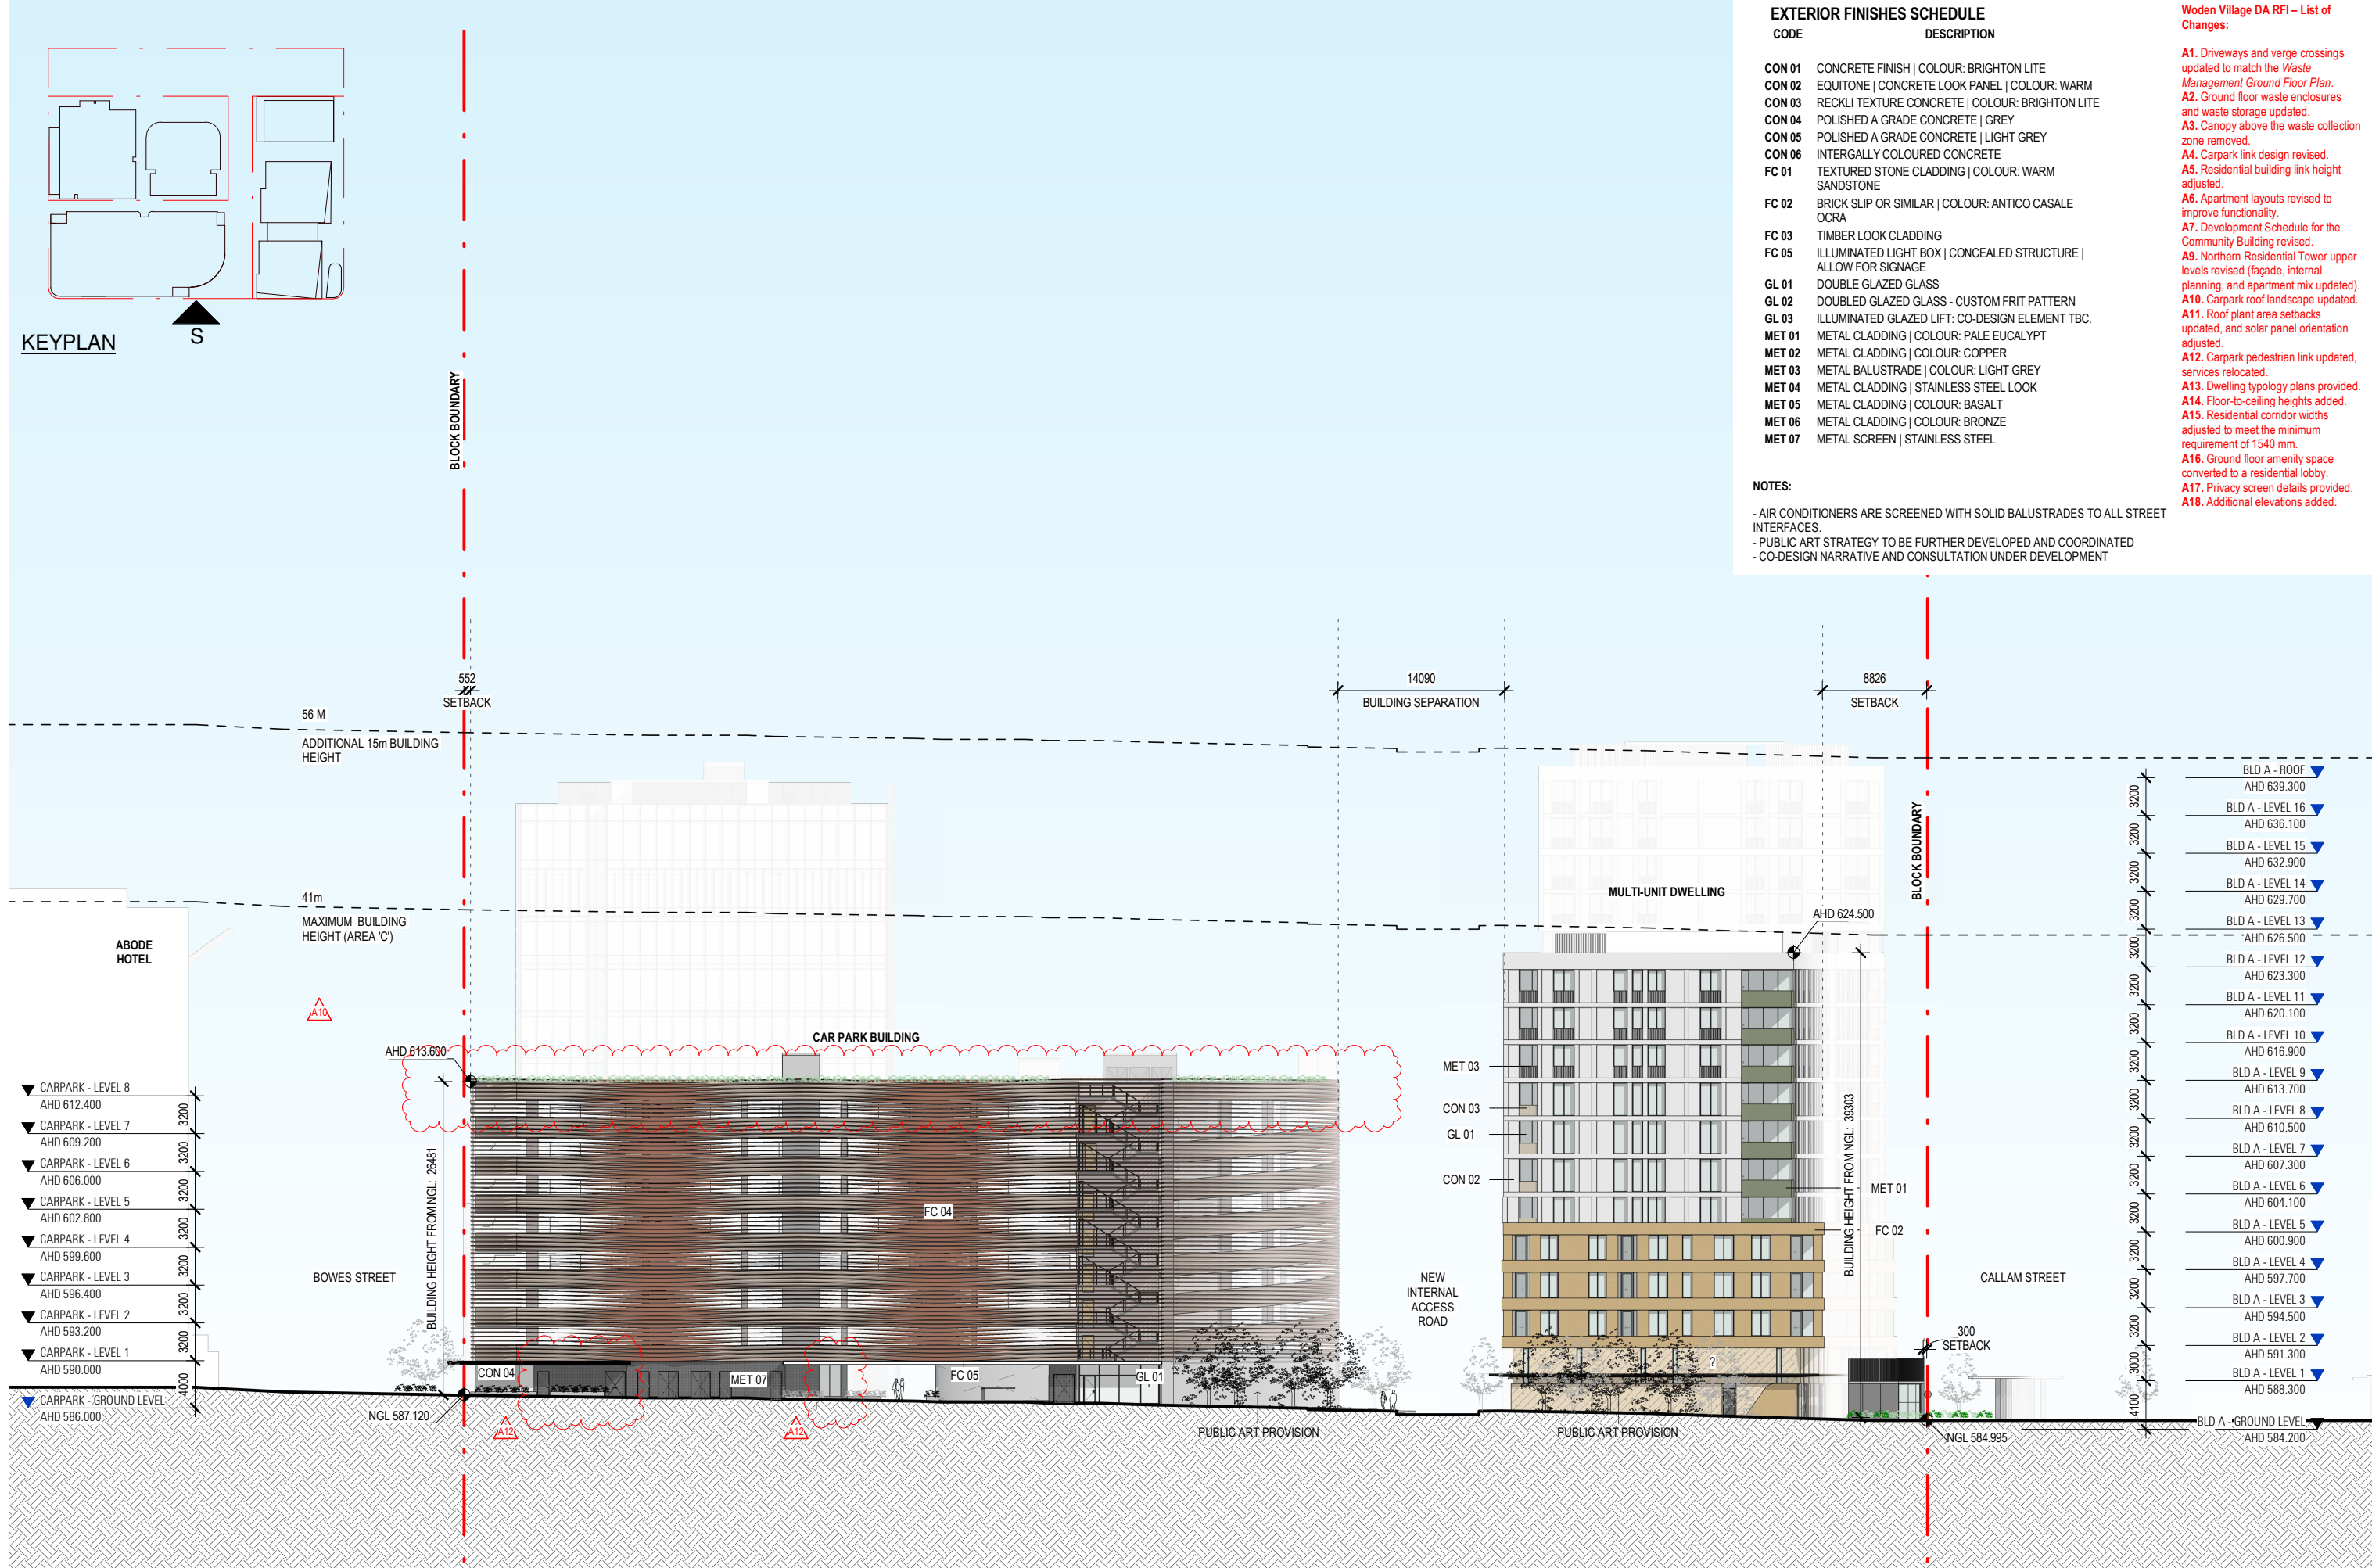 KEYPLAN
S
EXTERIOR FINISHES SCHEDULE
CODE DESCRIPTION
CON 01 CONCRETE FINISH | COLOUR: BRIGHTON LITE
CON 02 EQUITONE | CONCRETE LOOK PANEL | COLOUR: WARM
CON 03 RECKLI TEXTURE CONCRETE | COLOUR: BRIGHTON LITE
CON 04 POLISHED A GRADE CONCRETE | GREY
CON 05 POLISHED A GRADE CONCRETE | LIGHT GREY
CON 06 INTERGALLY COLOURED CONCRETE
FC 01 TEXTURED STONE CLADDING | COLOUR: WARM
SANDSTONE
FC 02 BRICK SLIP OR SIMILAR | COLOUR: ANTICO CASALE
OCRA
FC 03 TIMBER LOOK CLADDING
FC 05 ILLUMINATED LIGHT BOX | CONCEALED STRUCTURE |
ALLOW FOR SIGNAGE
GL 01 DOUBLE GLAZED GLASS
GL 02 DOUBLED GLAZED GLASS - CUSTOM FRIT PATTERN
GL 03 ILLUMINATED GLAZED LIFT: CO-DESIGN ELEMENT TBC.
MET 01 METAL CLADDING | COLOUR: PALE EUCALYPT
MET 02 METAL CLADDING | COLOUR: COPPER
MET 03 METAL BALUSTRADE | COLOUR: LIGHT GREY
MET 04 METAL CLADDING | STAINLESS STEEL LOOK
MET 05 METAL CLADDING | COLOUR: BASALT
MET 06 METAL CLADDING | COLOUR: BRONZE
MET 07 METAL SCREEN | STAINLESS STEEL
NOTES:
- AIR CONDITIONERS ARE SCREENED WITH SOLID BALUSTRADES TO ALL STREET
INTERFACES.
- PUBLIC ART STRATEGY TO BE FURTHER DEVELOPED AND COORDINATED
- CO-DESIGN NARRATIVE AND CONSULTATION UNDER DEVELOPMENT
Woden Village DA RFI – List of
Changes:
A1. Driveways and verge crossings
updated to match the Waste
Management Ground Floor Plan.
A2. Ground floor waste enclosures
and waste storage updated.
A3. Canopy above the waste collection
zone removed.
A4. Carpark link design revised.
A5. Residential building link height
adjusted.
A6. Apartment layouts revised to
improve functionality.
A7. Development Schedule for the
Community Building revised.
A9. Northern Residential Tower upper
levels revised (façade, internal
planning, and apartment mix updated).
A10. Carpark roof landscape updated.
A11. Roof plant area setbacks
updated, and solar panel orientation
adjusted.
A12. Carpark pedestrian link updated,
services relocated.
A13. Dwelling typology plans provided.
A14. Floor-to-ceiling heights added.
A15. Residential corridor widths
adjusted to meet the minimum
requirement of 1540 mm.
A16. Ground floor amenity space
converted to a residential lobby.
A17. Privacy screen details provided.
A18. Additional elevations added.
BLOCK BOUNDARY
552
SETBACK
14090
BUILDING SEPARATION
8826
SETBACK
56 M
ADDITIONAL 15m BUILDING
HEIGHT
41m
MAXIMUM BUILDING
HEIGHT (AREA 'C')
ABODE
HOTEL
A10
AHD 613.600
CAR PARK BUILDING
MULTI-UNIT DWELLING
AHD 624.500
BLOCK BOUNDARY
CARPARK - LEVEL 8
AHD 612.400
3200
CARPARK - LEVEL 7
AHD 609.200
3200
CARPARK - LEVEL 6
AHD 606.000
3200
CARPARK - LEVEL 5
AHD 602.800
3200
CARPARK - LEVEL 4
AHD 599.600
3200
CARPARK - LEVEL 3
AHD 596.400
3200
CARPARK - LEVEL 2
AHD 593.200
3200
CARPARK - LEVEL 1
AHD 590.000
4000
CARPARK - GROUND LEVEL
AHD 586.000
BOWES STREET
BUILDING HEIGHT FROM NGL: 26481
NGL 587.120
FC 04
CON 04
MET 07
FC 05
GL 01
A12
A12
PUBLIC ART PROVISION
NEW
INTERNAL
ACCESS
ROAD
MET 03
CON 03
GL 01
CON 02
MET 01
FC 02
?
BUILDING HEIGHT FROM NGL: 39303
PUBLIC ART PROVISION
CALLAM STREET
300
SETBACK
NGL 584.995
BLD A - ROOF
AHD 639.300
3200
BLD A - LEVEL 16
AHD 636.100
3200
BLD A - LEVEL 15
AHD 632.900
3200
BLD A - LEVEL 14
AHD 629.700
3200
BLD A - LEVEL 13
AHD 626.500
3200
BLD A - LEVEL 12
AHD 623.300
3200
BLD A - LEVEL 11
AHD 620.100
3200
BLD A - LEVEL 10
AHD 616.900
3200
BLD A - LEVEL 9
AHD 613.700
3200
BLD A - LEVEL 8
AHD 610.500
3200
BLD A - LEVEL 7
AHD 607.300
3200
BLD A - LEVEL 6
AHD 604.100
3200
BLD A - LEVEL 5
AHD 600.900
3200
BLD A - LEVEL 4
AHD 597.700
3200
BLD A - LEVEL 3
AHD 594.500
3200
BLD A - LEVEL 2
AHD 591.300
3000
BLD A - LEVEL 1
AHD 588.300
4100
BLD A - GROUND LEVEL
AHD 584.200